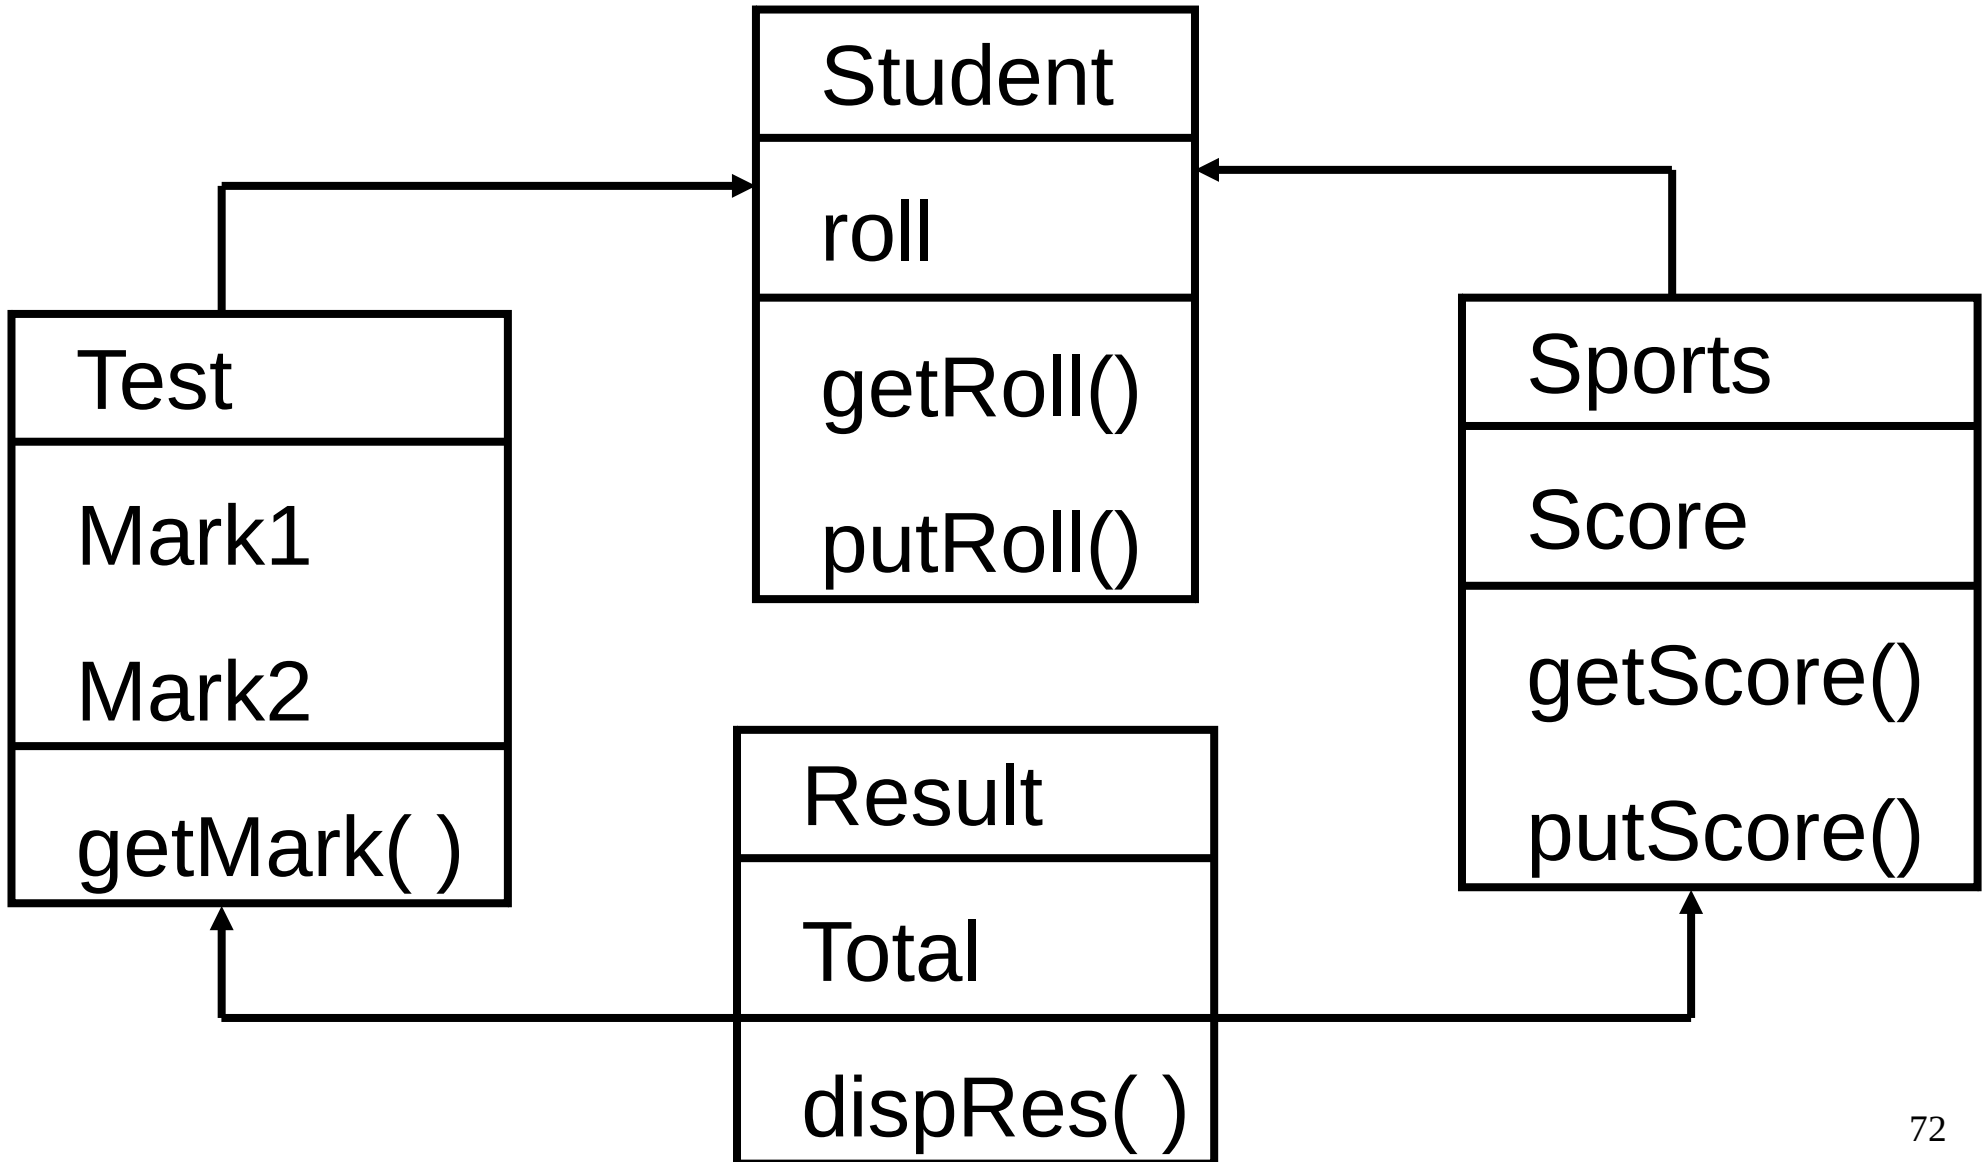 Student
roll
getRoll()
putRoll()
Test
Mark1
Mark2
getMark( )
Sports
Score
getScore()
putScore()
Result
Total
dispRes( )
72